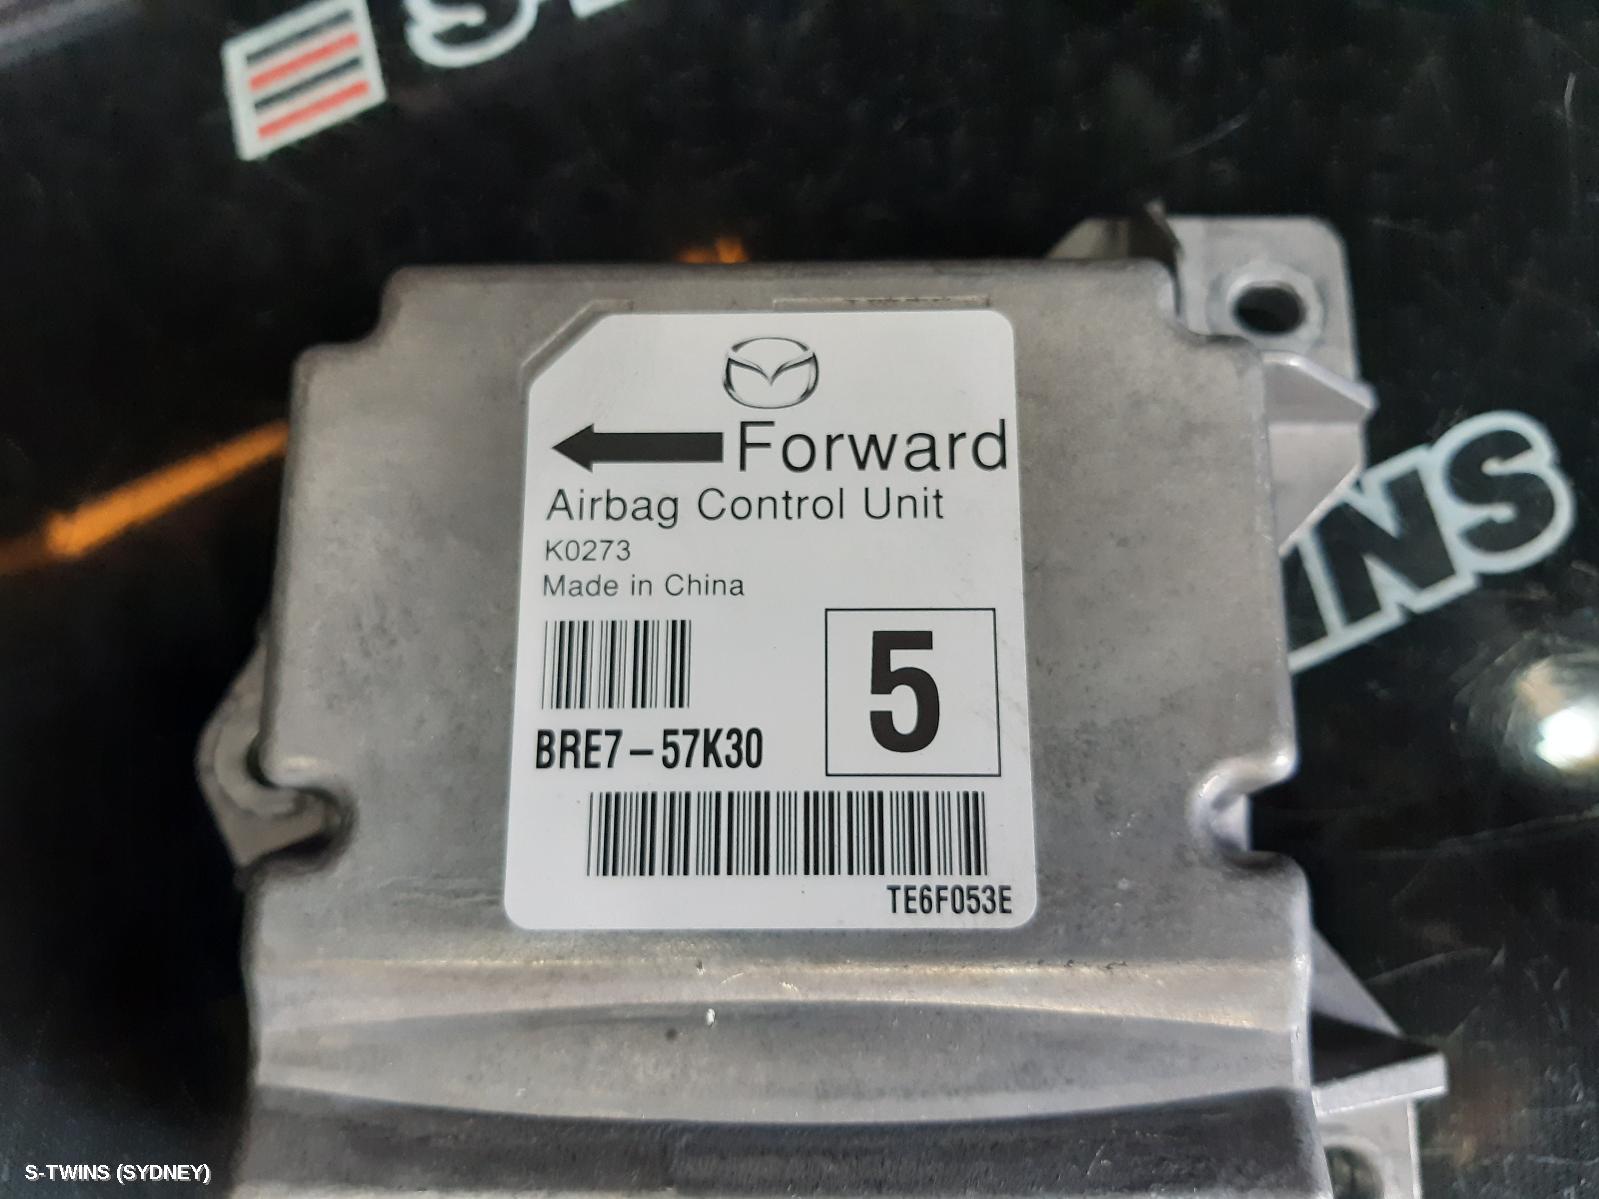 Forward
Airbag Control Unit
K0273
Made in China
5
BRE7-57K30
TE6F053E
INS
S-TWINS (SYDNEY)